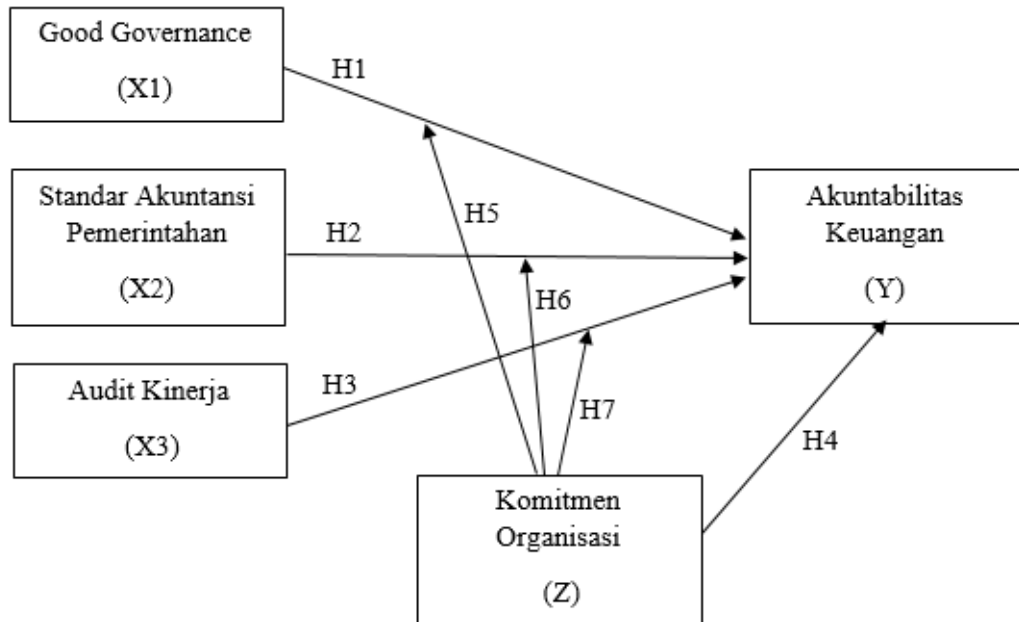 Good Governance
(X1)
H1
Standar Akuntansi
Pemerintahan
(X2)
H2
H5
H6
Akuntabilitas
Keuangan
(Y)
Audit Kinerja
(X3)
H3
H7
H4
Komitmen
Organisasi
(Z)